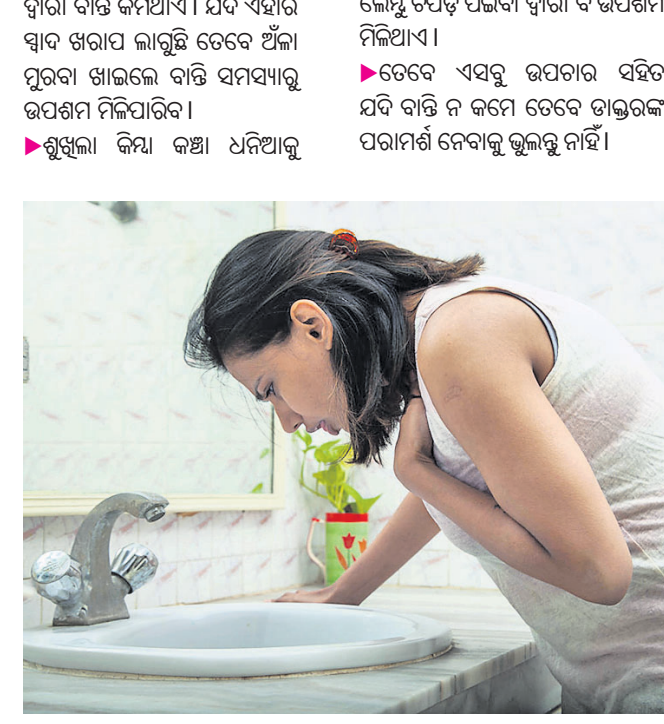 ଦ୍ୱାରା ବାନ୍ତି କମିଥାଏ । ଯଦି ଏହାର
ସ୍ୱାଦ ଖରାପ ଲାଗୁଛି ତେବେ ଅଁଳା
ମୁରବା ଖାଇଲେ ବାନ୍ତି ସମସ୍ୟାରୁ
ଉପଶମ ମିଳିପାରିବ ।
▶ଶୁଖିଲା କିମ୍ବା କଞ୍ଚା ଧନିଆକୁ
ଉପଶମ
ମିଳିଥାଏ ।
▶ତେବେ ଏସବୁ ଉପଚାର ସହିତ
ଯଦି ବାନ୍ତି ନ କମେ ତେବେ ଡାକ୍ତରଙ୍କ
ପରାମର୍ଶ ନେବାକୁ ଭୁଲନ୍ତୁ ନାହିଁ ।